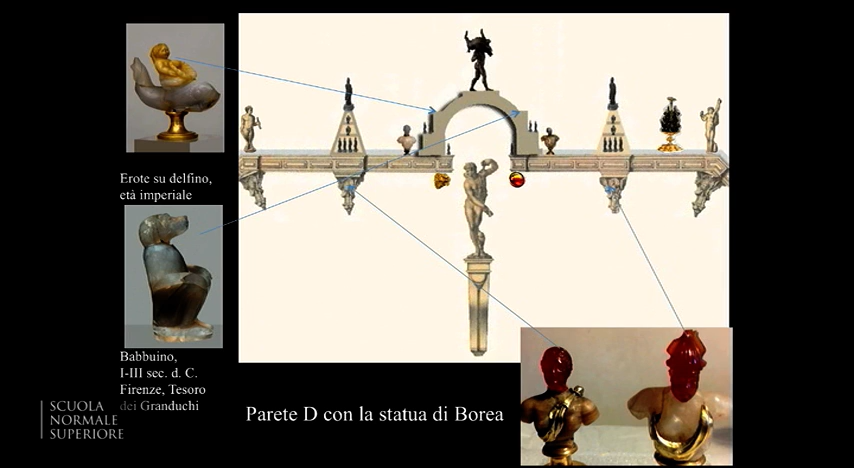 Erote su delfino,
età imperiale
Babbuino,
I-III sec. d. C.
Firenze, Tesoro
dei Granduchi
SCUOLA
NORMALE
SUPERIORE
Parete D con la statua di Borea